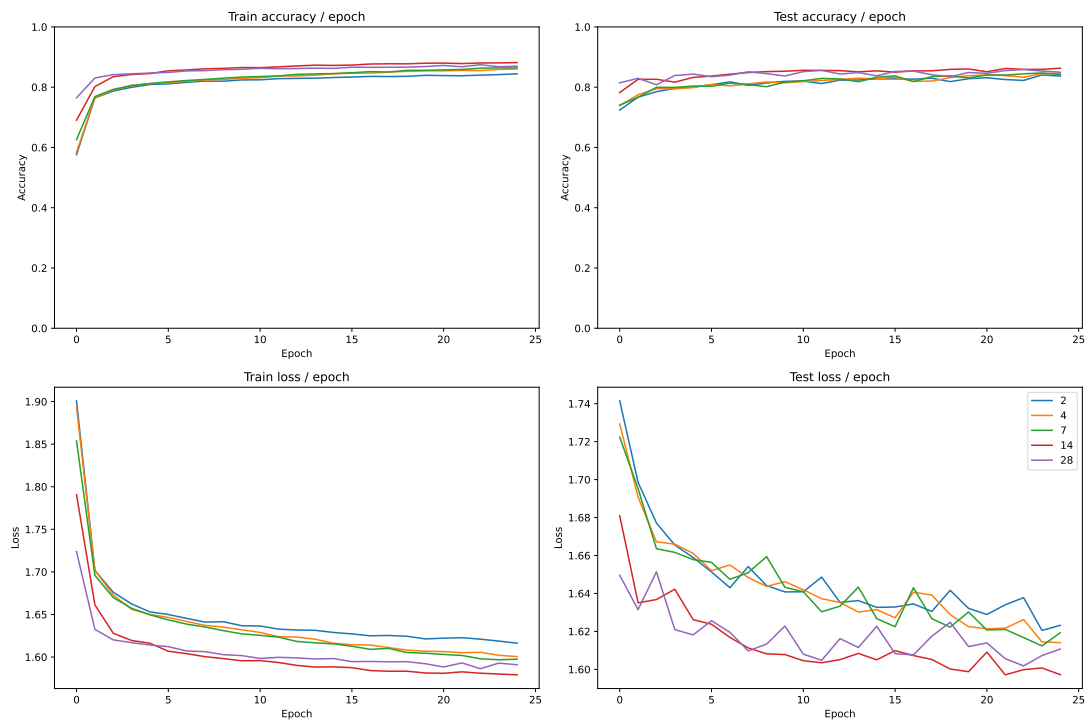 Train accuracy / epoch
1.0
0.8
0.6
0.4
0.2
0.0
Accuracy
0 5 10 15 20 25
Epoch
Test accuracy / epoch
1.0
0.8
0.6
0.4
0.2
0.0
Accuracy
0 5 10 15 20 25
Epoch
Train loss / epoch
1.90
1.85
1.80
1.75
1.70
1.65
1.60
Loss
0 5 10 15 20 25
Epoch
Test loss / epoch
1.74
1.72
1.70
1.68
1.66
1.64
1.62
1.60
Loss
2
4
7
14
28
0 5 10 15 20 25
Epoch